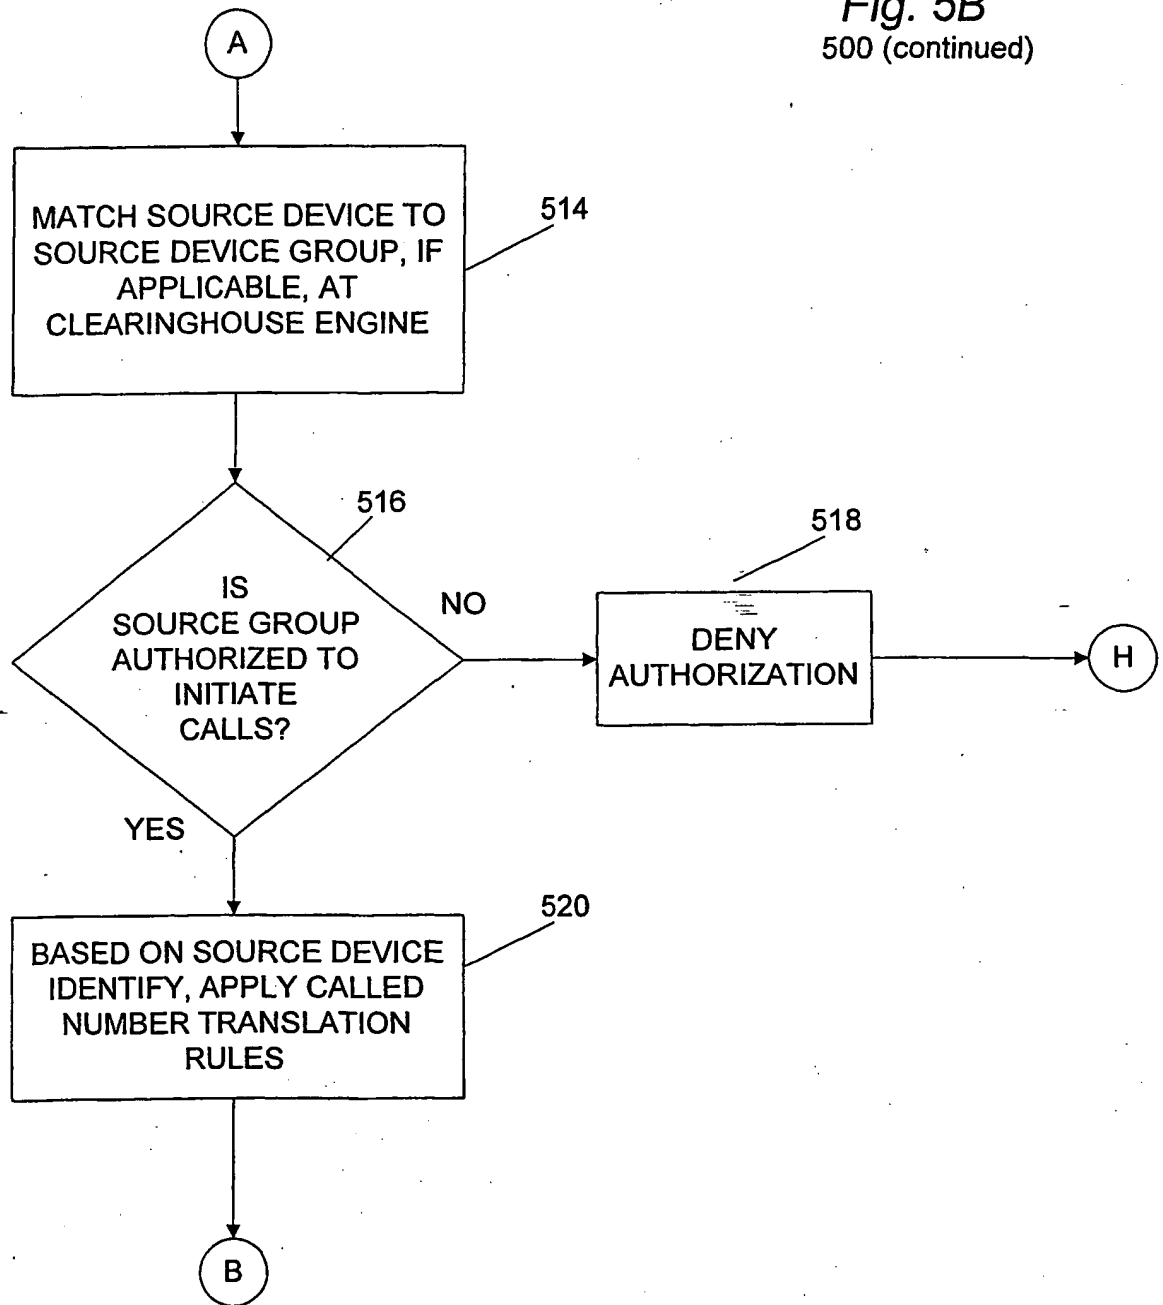 Fig. 5B
500 (continued)
A
MATCH SOURCE DEVICE TO
SOURCE DEVICE GROUP, IF
APPLICABLE, AT
CLEARINGHOUSE ENGINE
514
516
IS
SOURCE GROUP
AUTHORIZED TO
INITIATE
CALLS?
NO
518
DENY
AUTHORIZATION
H
YES
520
BASED ON SOURCE DEVICE
IDENTIFY, APPLY CALLED
NUMBER TRANSLATION
RULES
B